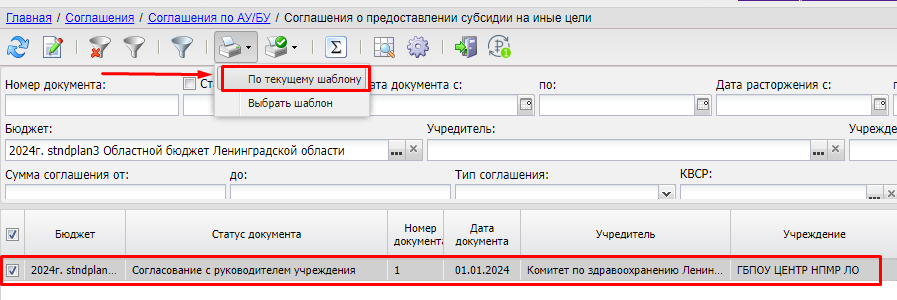 Главная / Соглашения / Соглашения по АУ/БУ / Соглашения о предоставлении субсидии на иные цели
По текущему шаблону
Выбрать шаблон
Номер документа: Ст дата документа с: по: Дата расторжения с:
Бюджет: Учредитель: Учрежде
2024г. stndplan3 Областной бюджет Ленинградской области
Сумма соглашения от: до: Тип соглашения: КВСР:
Бюджет Статус документа Номер документа Дата документа Учредитель Учреждение
2024г. stndplan... Согласование с руководителем учреждения 1 01.01.2024 Комитет по здравоохранению Ленин... ГБПОУ ЦЕНТР НПМР ЛО